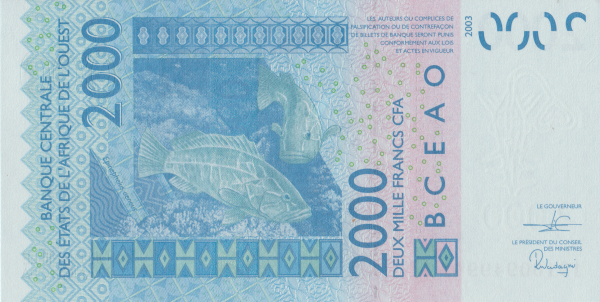 BANQUE CENTRALE
DES ÉTATS DE L'AFRIQUE DE L'OUEST
2000
LES AUTEURS OU COMPLICES DE
FALSIFICATION OU DE CONTREFAÇON
DE BILLETS DE BANQUE SERONT PUNIS
CONFORMÉMENT AUX LOIS
ET ACTES EN VIGUEUR
2003
2000
DEUX MILLE FRANCS CFA
BCEAO
LE GOUVERNEUR
LE PRÉSIDENT DU CONSEIL
DES MINISTRES